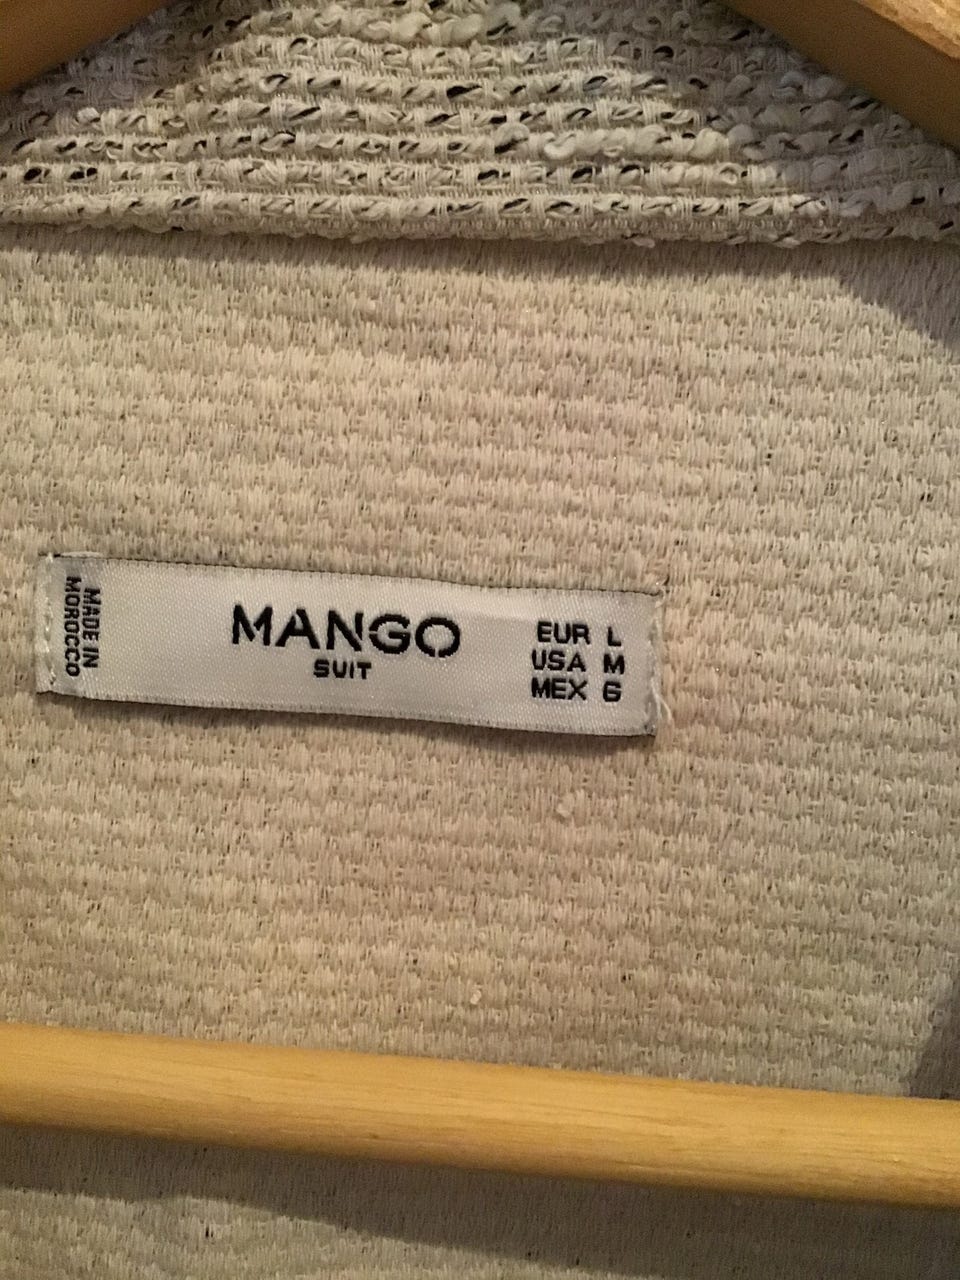 MADE IN
MOROCCO
MANGO
SUIT
EUR L
USA M
MEX G